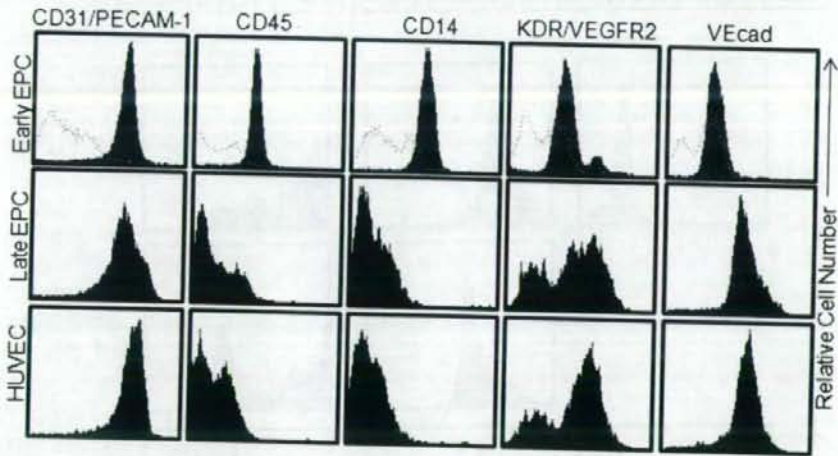 CD31/PECAM-1 CD45 CD14 KDR/VEGFR2 VEcad
Early EPC
Late EPC
HUVEC
Relative Cell Number